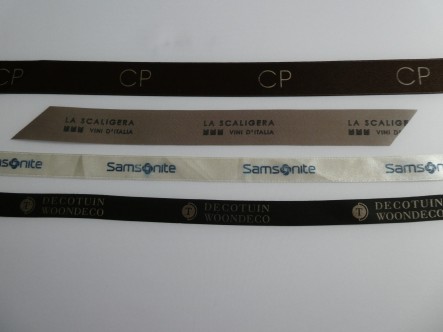 CP CP CP CP
LA SCALIGERA LA SCALIGERA LA SCALIGERA
VINI D'ITALIA VINI D'ITALIA VINI D'ITALIA
Samsonite Samsonite Samsonite Samsonite
DECOTUIN DECOTUIN DECOTUIN
WOONDECO WOONDECO WOONDECO